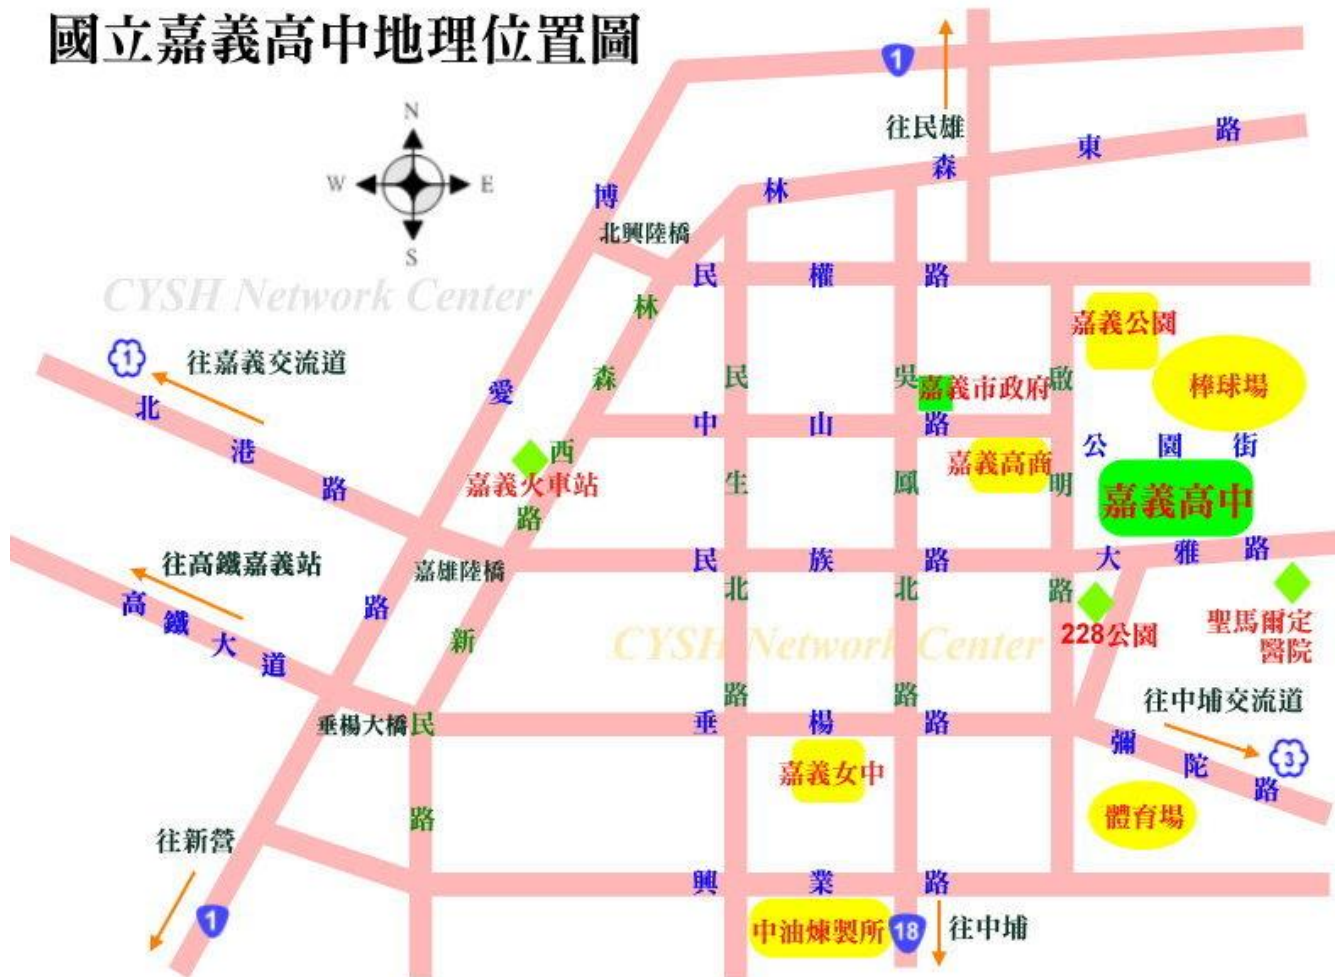 國立嘉義高中地理位置圖
1
往民雄
林森東路
N
W
E
S
博愛路
北興陸橋
民權路
CYSH Network Center
林森西路
嘉義公園
棒球場
1
往嘉義交流道
北港路
民生北路
吳鳳北路
啟明路
嘉義市政府
中山路
公園街
嘉義火車站
嘉義高商
嘉義高中
往高鐵嘉義站
嘉雄陸橋
民族路
大雅路
高鐵大道
228公園
聖馬爾定
醫院
CYSH Network Center
新民路
往中埔交流道
3
垂楊大橋
垂楊路
彌陀路
嘉義女中
體育場
往新營
1
興業路
中油煉製所
18
往中埔